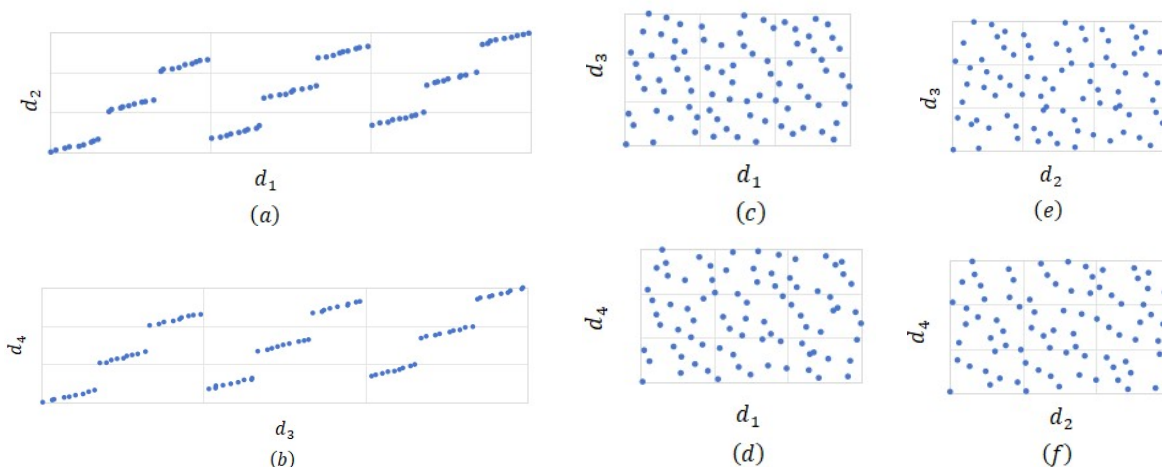 d₂
d₁
(a)
d₄
d₃
(b)
d₃
d₁
(c)
d₄
d₁
(d)
d₃
d₂
(e)
d₄
d₂
(f)